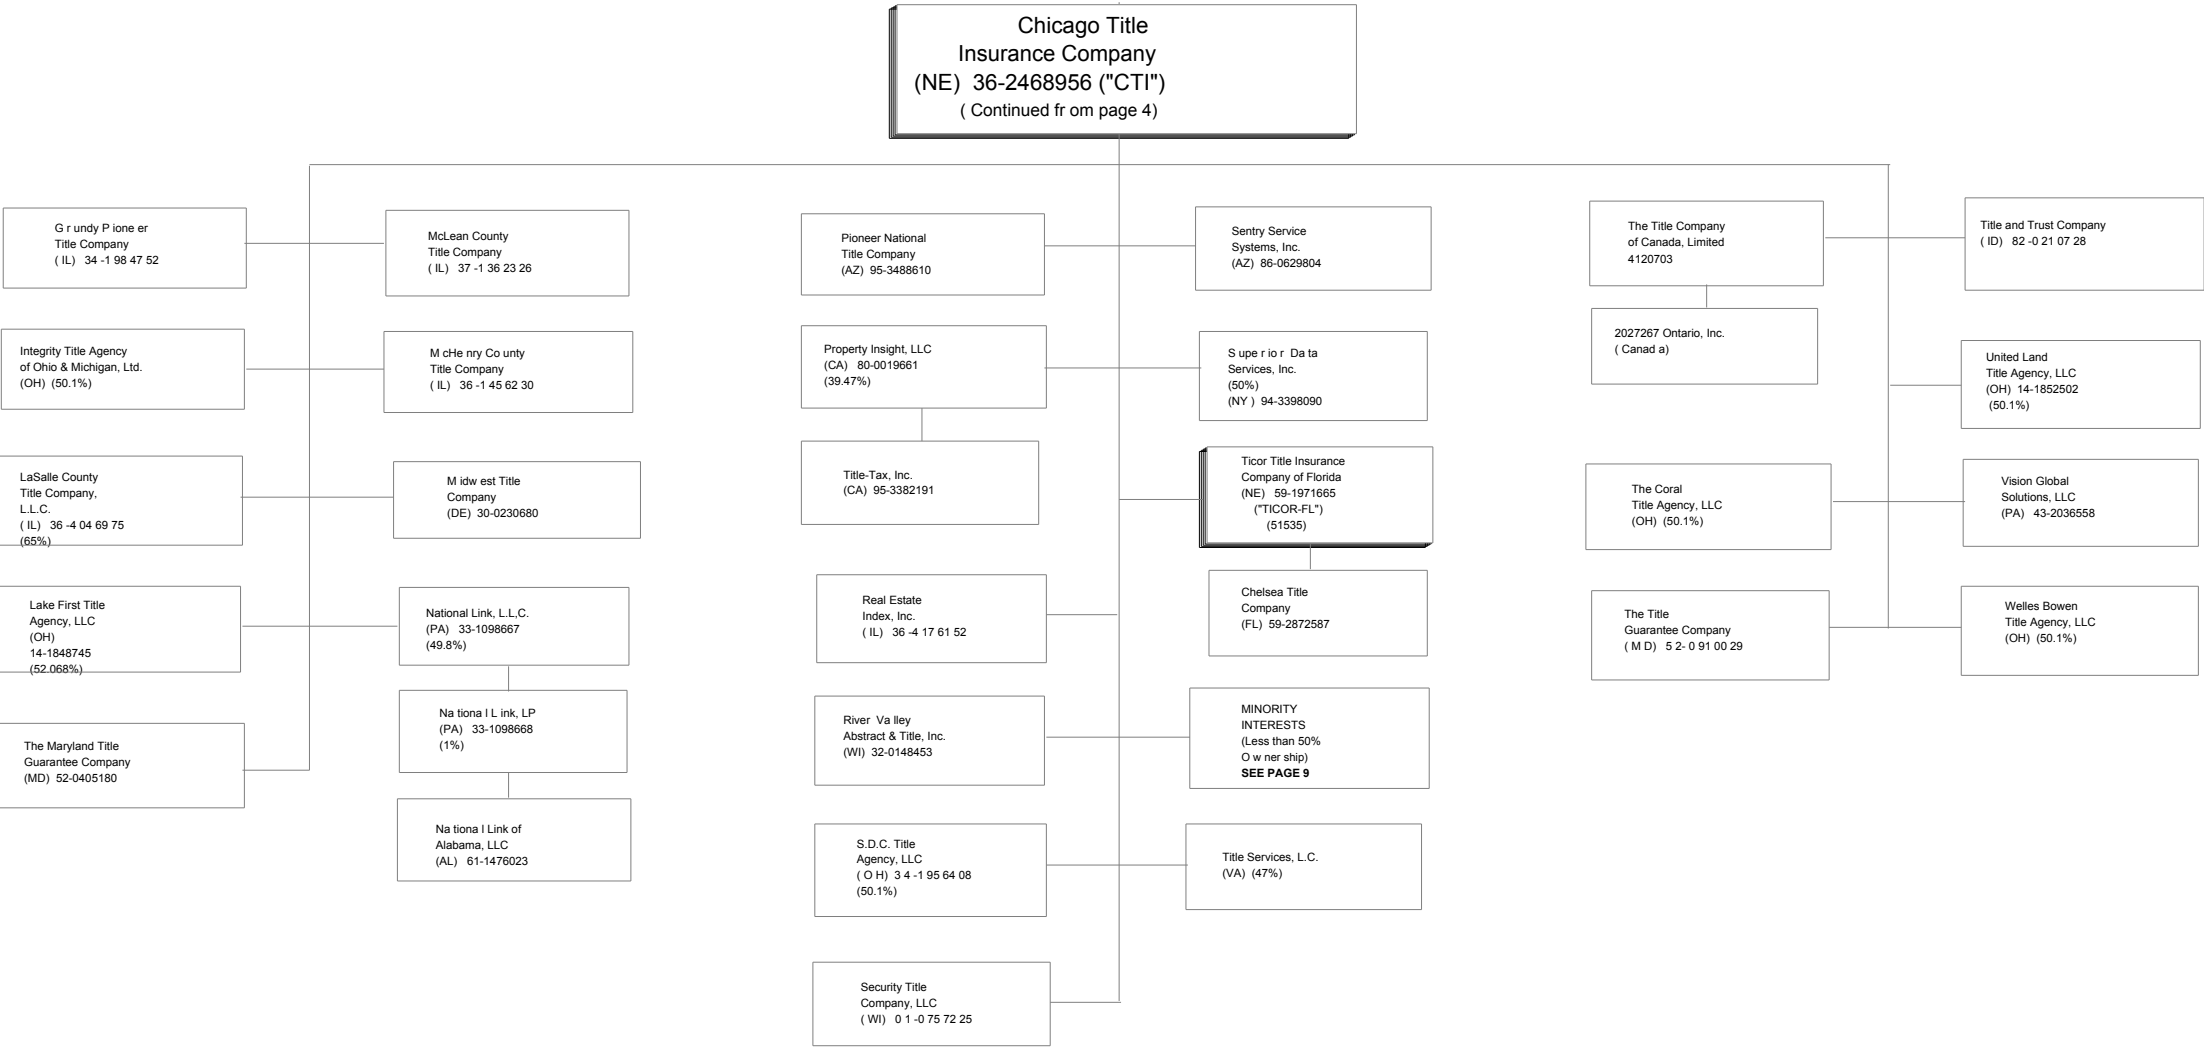 Chicago Title
Insurance Company
(NE) 36-2468956 ("CTI")
( Continued fr om page 4)
G r undy P ione er
Title Company
( IL) 34 -1 98 47 52
McLean County
Title Company
( IL) 37 -1 36 23 26
Integrity Title Agency
of Ohio & Michigan, Ltd.
(OH) (50.1%)
M cHe nry Co unty
Title Company
( IL) 36 -1 45 62 30
LaSalle County
Title Company,
L.L.C.
( IL) 36 -4 04 69 75
(65%)
M idw est Title
Company
(DE) 30-0230680
Lake First Title
Agency, LLC
(OH)
14-1848745
(52.068%)
National Link, L.L,C.
(PA) 33-1098667
(49.8%)
Na tiona l L ink, LP
(PA) 33-1098668
(1%)
The Maryland Title
Guarantee Company
(MD) 52-0405180
Na tiona l Link of
Alabama, LLC
(AL) 61-1476023
Pioneer National
Title Company
(AZ) 95-3488610
Sentry Service
Systems, Inc.
(AZ) 86-0629804
Property Insight, LLC
(CA) 80-0019661
(39.47%)
S upe r io r Da ta
Services, Inc.
(50%)
(NY ) 94-3398090
Title-Tax, Inc.
(CA) 95-3382191
Ticor Title Insurance
Company of Florida
(NE) 59-1971665
("TICOR-FL")
(51535)
Real Estate
Index, Inc.
( IL) 36 -4 17 61 52
Chelsea Title
Company
(FL) 59-2872587
River Va lley
Abstract & Title, Inc.
(WI) 32-0148453
MINORITY
INTERESTS
(Less than 50%
O w ner ship)
SEE PAGE 9
S.D.C. Title
Agency, LLC
( O H) 3 4 -1 95 64 08
(50.1%)
Title Services, L.C.
(VA) (47%)
Security Title
Company, LLC
( WI) 0 1 -0 75 72 25
The Title Company
of Canada, Limited
4120703
Title and Trust Company
( ID) 82 -0 21 07 28
2027267 Ontario, Inc.
( Canad a)
United Land
Title Agency, LLC
(OH) 14-1852502
(50.1%)
The Coral
Title Agency, LLC
(OH) (50.1%)
Vision Global
Solutions, LLC
(PA) 43-2036558
The Title
Guarantee Company
( M D) 5 2- 0 91 00 29
Welles Bowen
Title Agency, LLC
(OH) (50.1%)